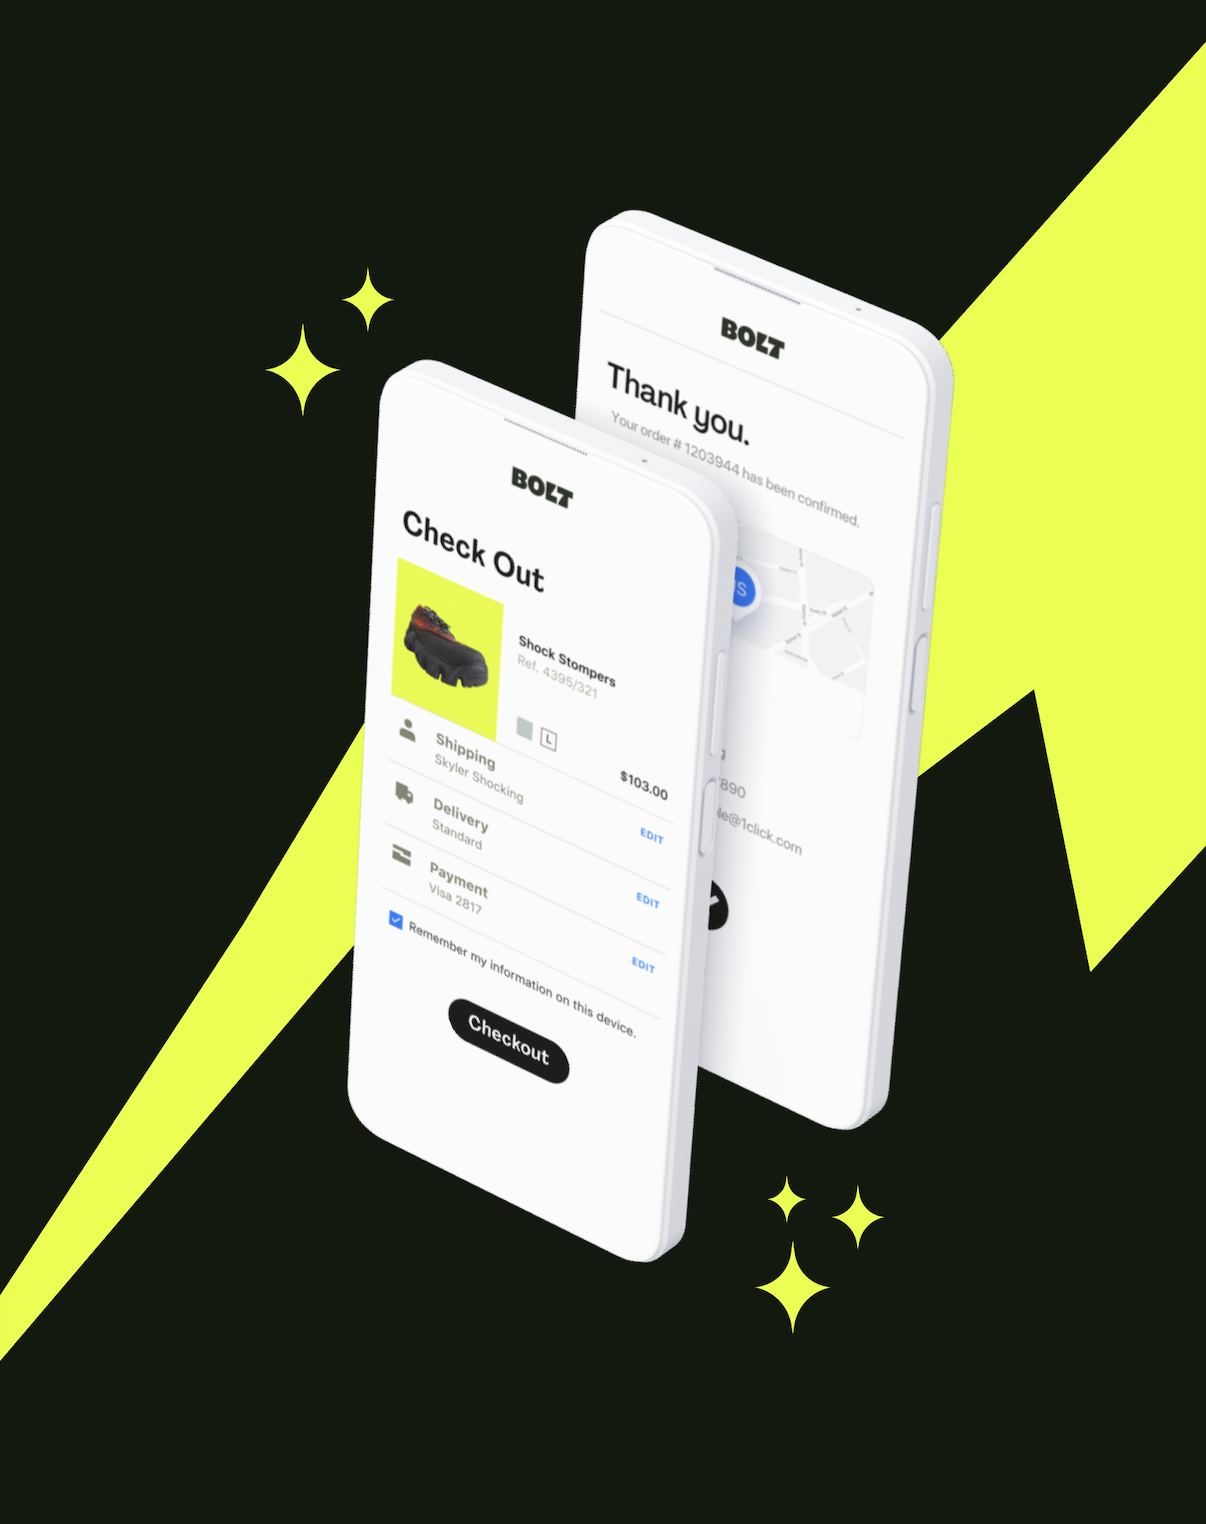 BOLT
Check Out
Shock Stompers
Ref. 4395/321
L
$103.00
Shipping
Skyler Shocking
EDIT
Delivery
Standard
EDIT
Payment
Visa 2817
EDIT
Remember my information on this device.
Checkout
BOLT
Thank you.
Your order # 1203944 has been confirmed.
S
g
890
le@1click.com